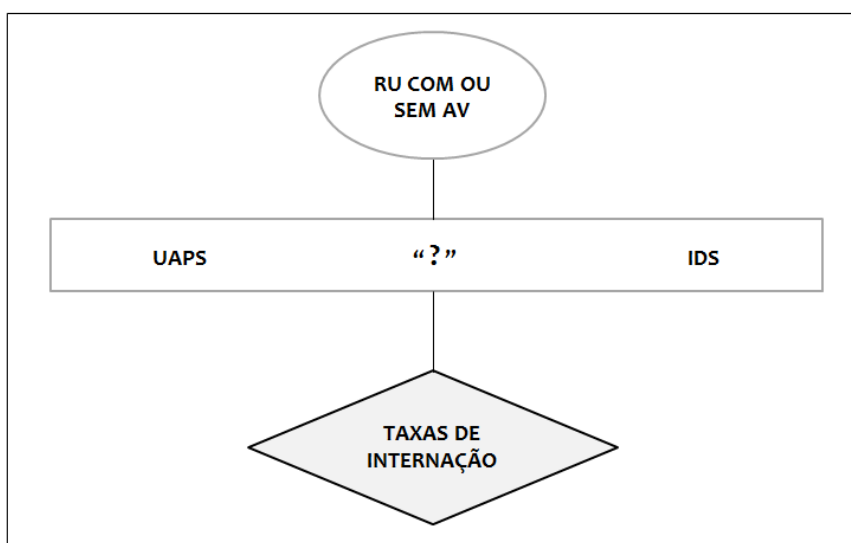 RU COM OU
SEM AV
UAPS “?” IDS
TAXAS DE
INTERNAÇÃO